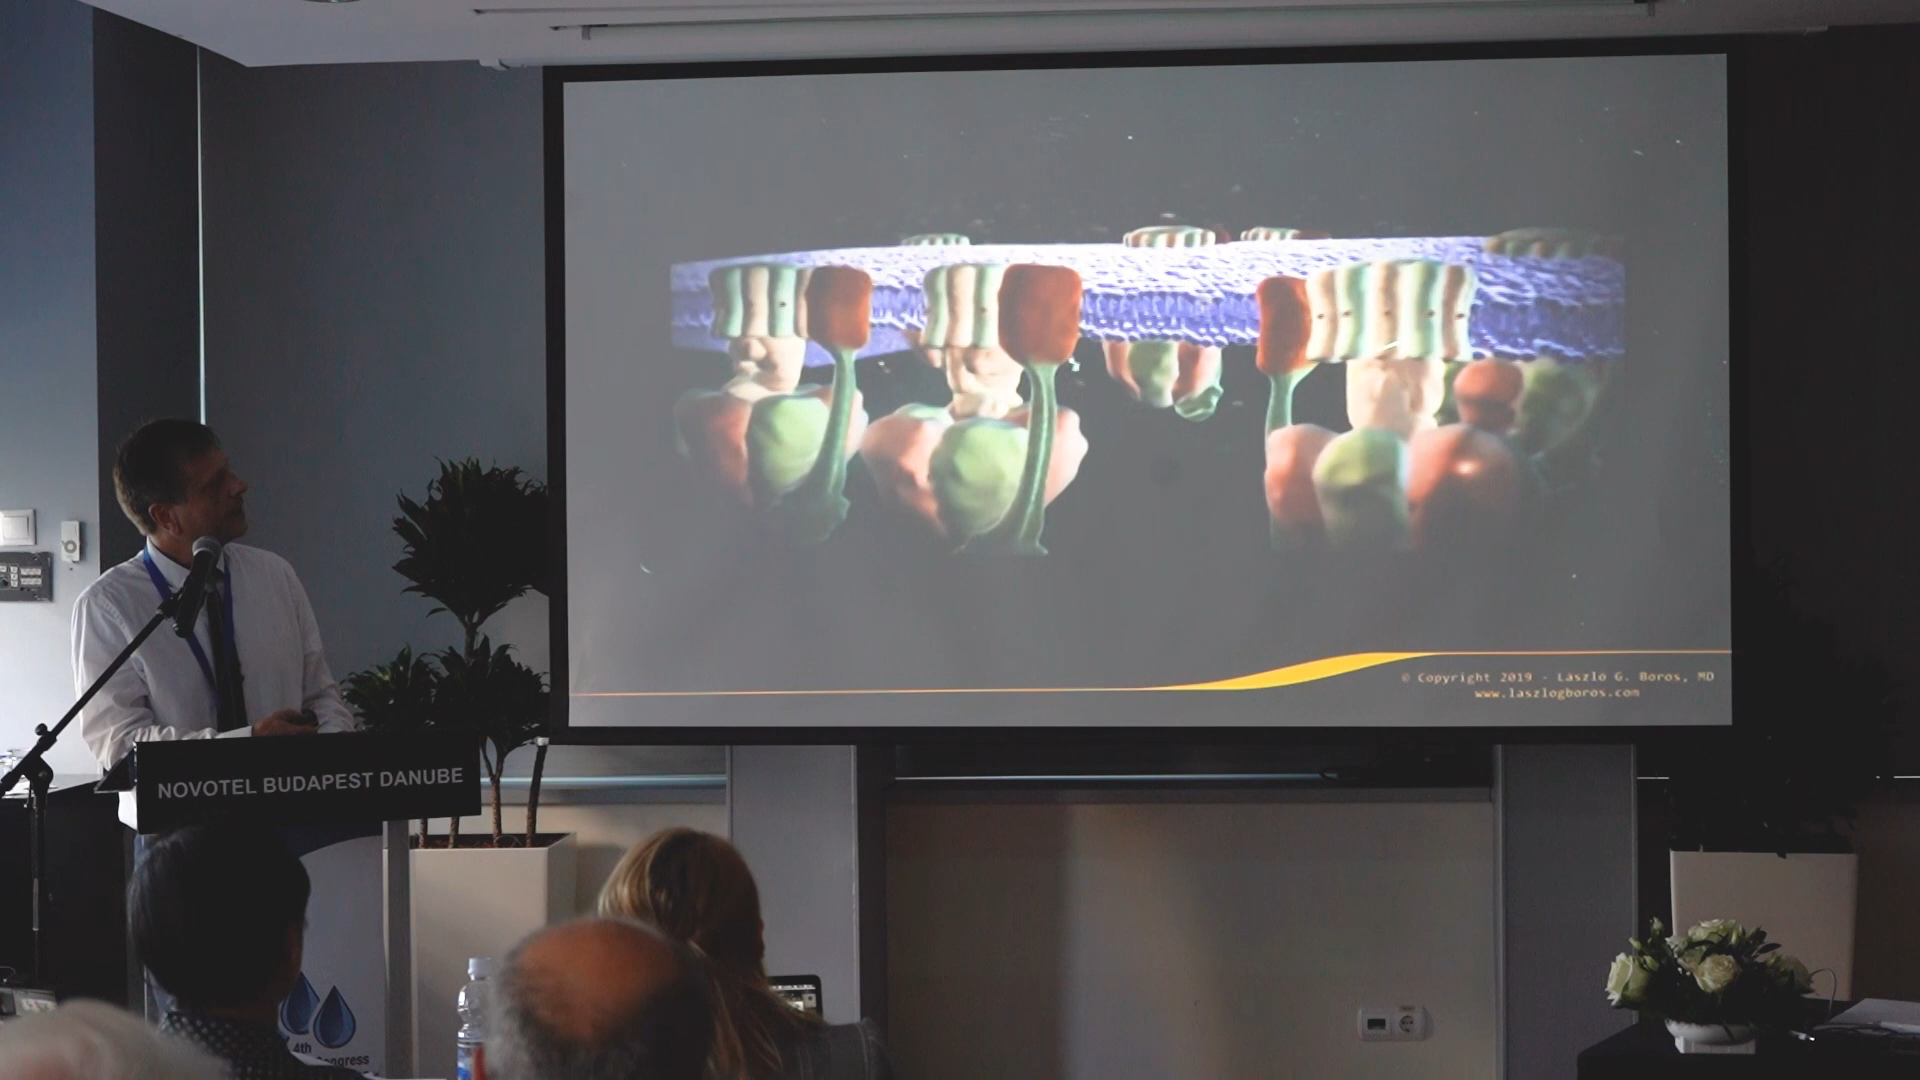 © Copyright 2019 - László G. Boros, MD
www.laszlogboros.com
NOVOTEL BUDAPEST DANUBE
4th